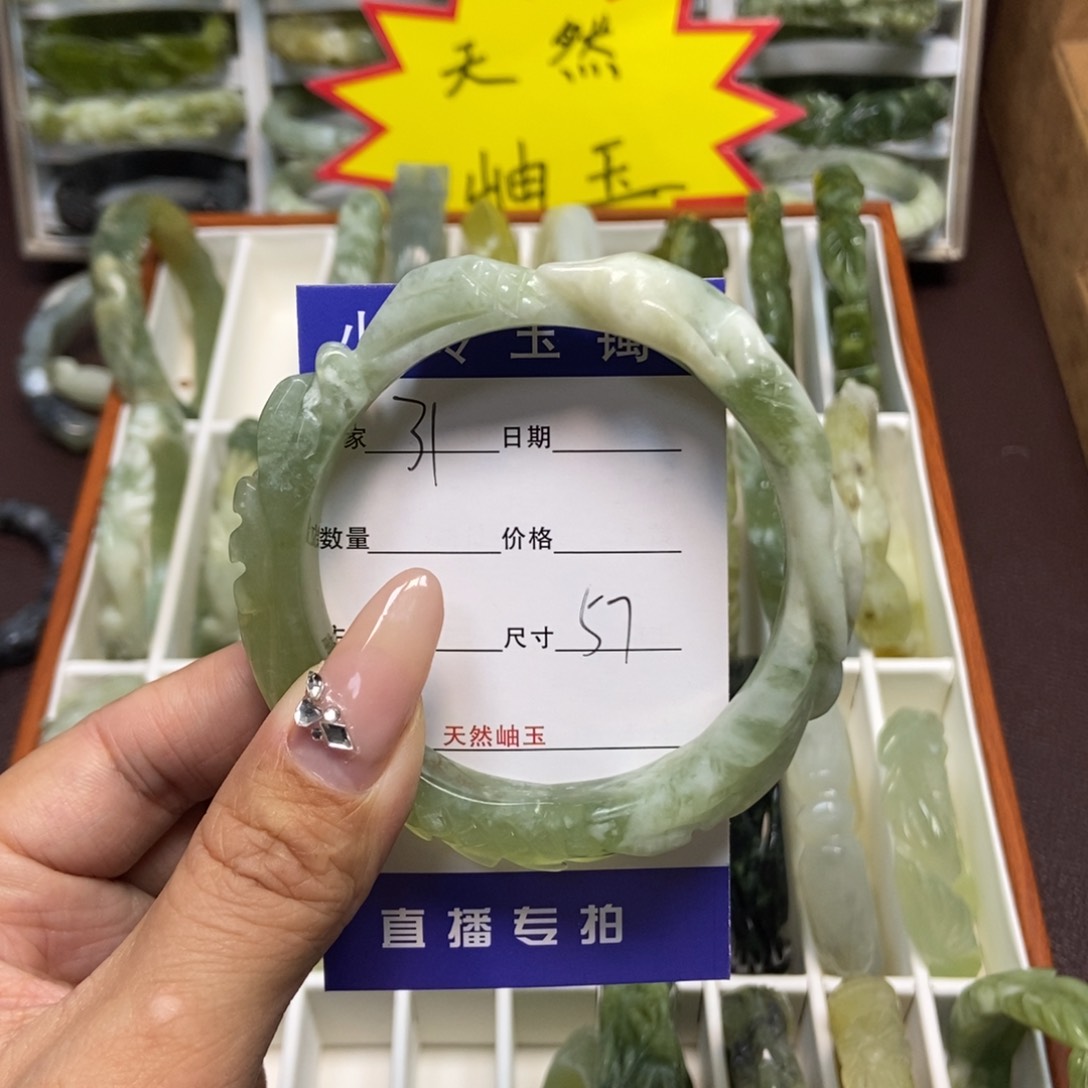 天然
岫玉
玉镯
家 31 日期
数量 价格
尺寸 57
天然岫玉
直播专拍